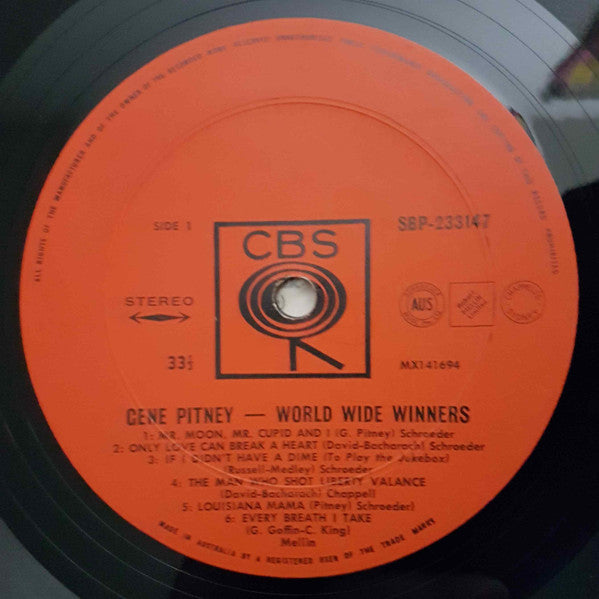 ALL RIGHTS OF THE MANUFACTURER AND OF THE OWNER OF THE RECORDED WORK RESERVED UNAUTHORISED PUBLIC PERFORMANCE BROADCASTING AND COPYING OF THIS RECORD PROHIBITED
SIDE 1
SBP-233147
CBS
STEREO
AUS
33⅓
MX141694
GENE PITNEY — WORLD WIDE WINNERS
1: MR. MOON, MR. CUPID AND I (G. Pitney) Schroeder
2: ONLY LOVE CAN BREAK A HEART (David-Bacharach) Schroeder
3: IF I DIDN'T HAVE A DIME (To Play the Jukebox)
(Russell-Medley) Schroeder
4: THE MAN WHO SHOT LIBERTY VALANCE
(David-Bacharach) Chappell
5: LOUISIANA MAMA (Pitney) Schroeder)
6: EVERY BREATH I TAKE
(G. Goffin-C. King)
Mellin
MADE IN AUSTRALIA BY A REGISTERED USER OF THE TRADE MARKS